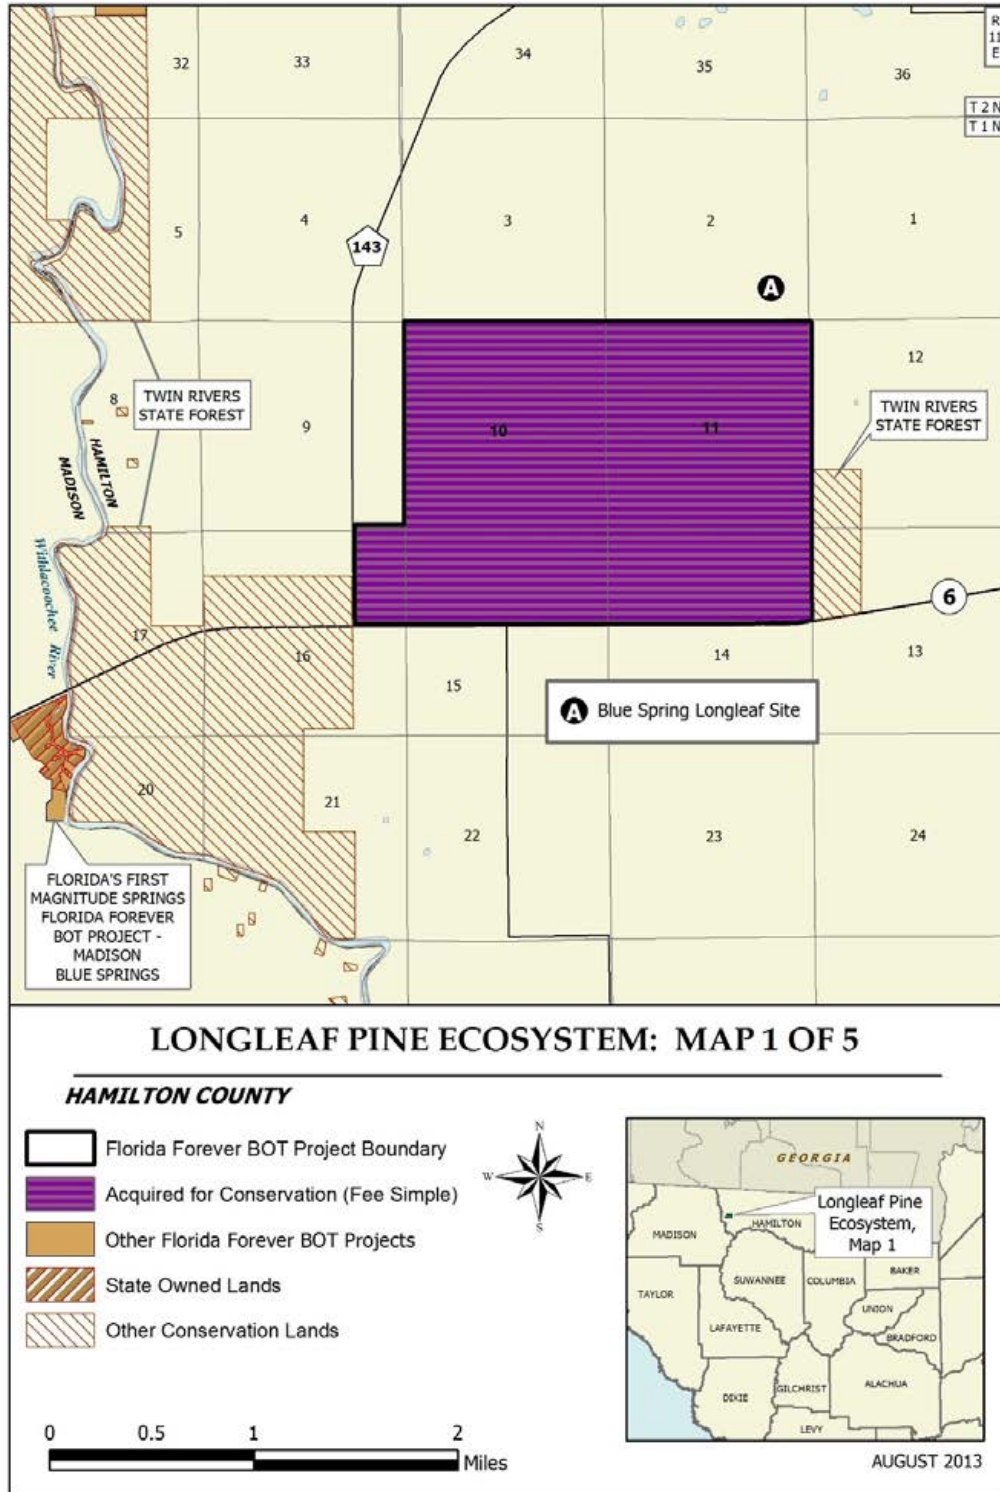 R
11
E
32
33
34
35
36
T 2 N
T 1 N
5
4
3
2
1
143
A
12
8
TWIN RIVERS
STATE FOREST
9
10
11
TWIN RIVERS
STATE FOREST
HAMILTON
MADISON
Withlacoochee River
6
17
16
15
14
13
A Blue Spring Longleaf Site
20
21
22
23
24
FLORIDA'S FIRST
MAGNITUDE SPRINGS
FLORIDA FOREVER
BOT PROJECT -
MADISON
BLUE SPRINGS
LONGLEAF PINE ECOSYSTEM: MAP 1 OF 5
HAMILTON COUNTY
Florida Forever BOT Project Boundary
Acquired for Conservation (Fee Simple)
Other Florida Forever BOT Projects
State Owned Lands
Other Conservation Lands
N
W E
S
GEORGIA
Longleaf Pine
Ecosystem,
Map 1
MADISON
HAMILTON
TAYLOR
SUWANNEE
COLUMBIA
BAKER
UNION
LAFAYETTE
BRADFORD
DIXIE
GILCHRIST
ALACHUA
LEVY
0 0.5 1 2
Miles
AUGUST 2013